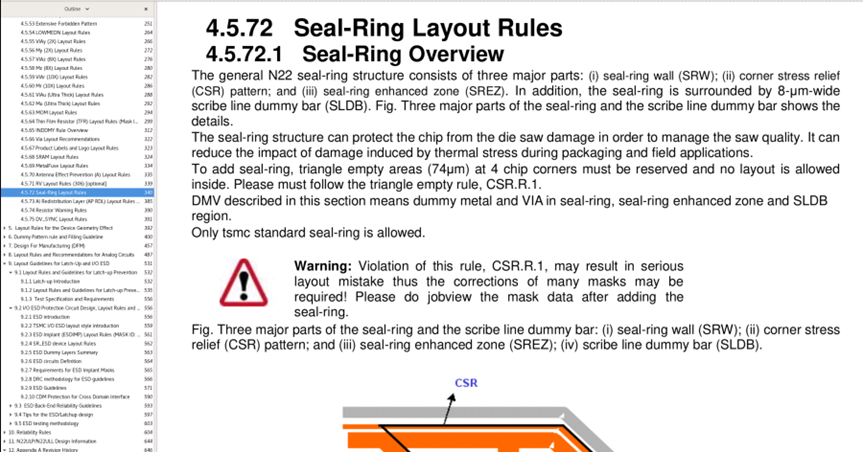 Outline
4.5.53 Extensive Forbidden Pattern 251
4.5.54 LOWMEDN Layout Rules 264
4.5.55 VIAy (2X) Layout Rules 266
4.5.56 My (2X) Layout Rules 272
4.5.57 VIAz (8X) Layout Rules 276
4.5.58 Mz (8X) Layout Rules 280
4.5.59 VIAr (10X) Layout Rules 282
4.5.60 Mr (10X) Layout Rules 286
4.5.61 VIAu (Ultra Thick) Layout Rules 288
4.5.62 Mu (Ultra Thick) Layout Rules 292
4.5.63 MOM Layout Rules 294
4.5.64 Thin Film Resistor (TFR) Layout Rules (Mask I... 299
4.5.65 INDDMY Rule Overview 312
4.5.66 Via Layout Recommendations 322
4.5.67 Product Labels and Logo Layout Rules 323
4.5.68 SRAM Layout Rules 324
4.5.69 MetalFuse Layout Rules 334
4.5.70 Antenna Effect Prevention (A) Layout Rules 335
4.5.71 RV Layout Rules (306) [optional] 339
4.5.72 Seal-Ring Layout Rules 340
4.5.73 Al Redistribution Layer (AP RDL) Layout Rules ... 385
4.5.74 Resistor Warning Rules 390
4.5.75 DV_SYNC Layout Rules 391
5. Layout Rules for the Device Geometry Effect 392
6. Dummy Pattern rule and Filling Guideline 400
7. Design For Manufacturing (DFM) 457
8. Layout Rules and Recommendations for Analog Circuits 487
9. Layout Guidelines for Latch-Up and I/O ESD 531
9.1 Layout Rules and Guidelines for Latch-up Prevention 532
9.1.1 Latch-up Introduction 532
9.1.2 Layout Rules and Guidelines for Latch-up Preve... 535
9.1.3 Test Specification and Requirements 556
9.2 I/O ESD Protection Circuit Design, Layout Rules and ... 556
9.2.1 ESD introduction 556
9.2.2 TSMC I/O ESD layout style introduction 559
9.2.3 ESD Implant (ESDIMP) Layout Rules (MASK ID: ... 561
9.2.4 SR_ESD device Layout Rules 562
9.2.5 ESD Dummy Layers Summary 563
9.2.6 ESD circuits Definition 564
9.2.7 Requirements for ESD Implant Masks 565
9.2.8 DRC methodology for ESD guidelines 566
9.2.9 ESD Guidelines 571
9.2.10 CDM Protection for Cross Domain Interface 590
9.3 ESD Back-End Reliability Guidelines 593
9.4 Tips for the ESD/Latchup design 597
9.5 ESD testing methodology 603
10. Reliability Rules 604
11. N22ULP/N22ULL Design Information 644
12. Appendix A Revision History 646
4.5.72 Seal-Ring Layout Rules
4.5.72.1 Seal-Ring Overview
The general N22 seal-ring structure consists of three major parts: (i) seal-ring wall (SRW); (ii) corner stress relief
(CSR) pattern; and (iii) seal-ring enhanced zone (SREZ). In addition, the seal-ring is surrounded by 8-μm-wide
scribe line dummy bar (SLDB). Fig. Three major parts of the seal-ring and the scribe line dummy bar shows the
details.
The seal-ring structure can protect the chip from the die saw damage in order to manage the saw quality. It can
reduce the impact of damage induced by thermal stress during packaging and field applications.
To add seal-ring, triangle empty areas (74μm) at 4 chip corners must be reserved and no layout is allowed
inside. Please must follow the triangle empty rule, CSR.R.1.
DMV described in this section means dummy metal and VIA in seal-ring, seal-ring enhanced zone and SLDB
region.
Only tsmc standard seal-ring is allowed.
Warning: Violation of this rule, CSR.R.1, may result in serious
layout mistake thus the corrections of many masks may be
required! Please do jobview the mask data after adding the
seal-ring.
Fig. Three major parts of the seal-ring and the scribe line dummy bar: (i) seal-ring wall (SRW); (ii) corner stress
relief (CSR) pattern; and (iii) seal-ring enhanced zone (SREZ); (iv) scribe line dummy bar (SLDB).
CSR